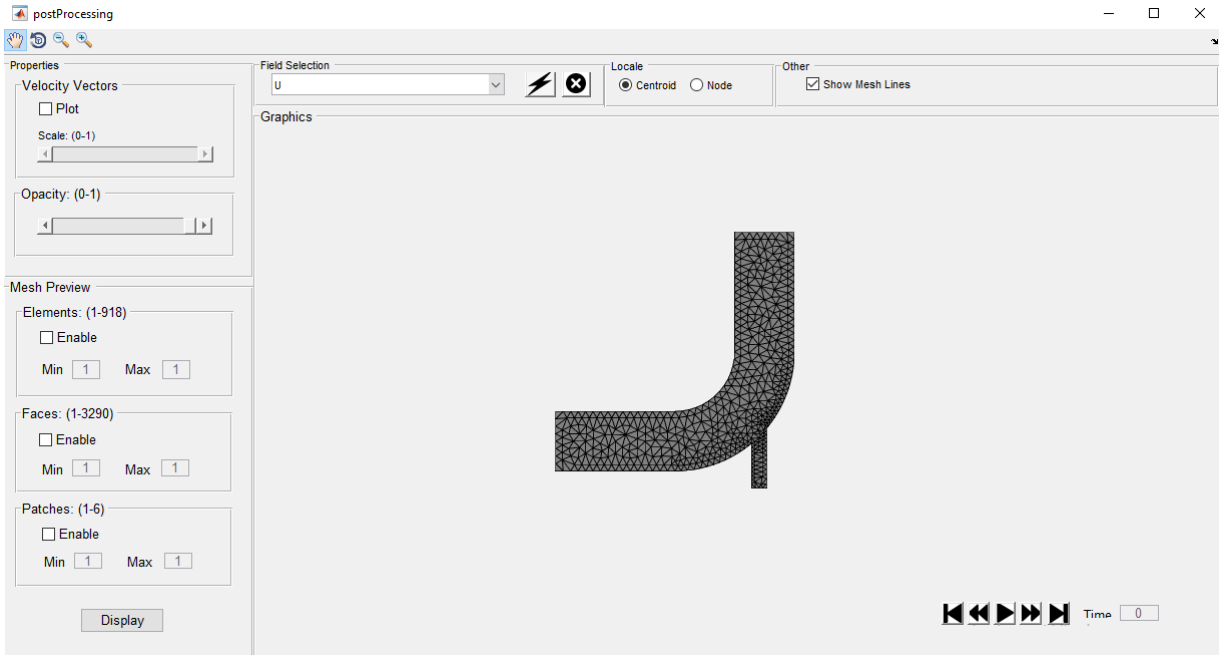 postProcessing
Properties
Velocity Vectors
Plot
Scale: (0-1)
Opacity: (0-1)
Mesh Preview
Elements: (1-918)
Enable
Min 1 Max 1
Faces: (1-3290)
Enable
Min 1 Max 1
Patches: (1-6)
Enable
Min 1 Max 1
Display
Field Selection
U
Locale
Centroid Node
Other
Show Mesh Lines
Graphics
Time 0